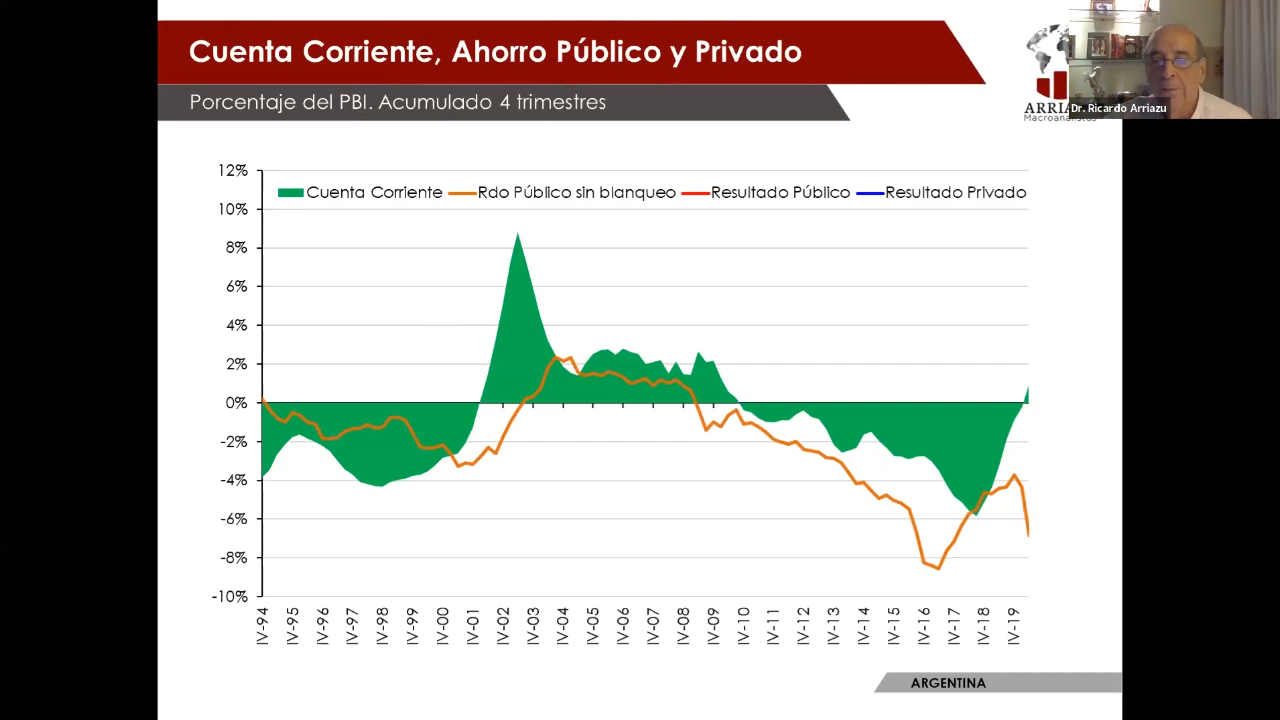 Cuenta Corriente, Ahorro Público y Privado
Porcentaje del PBI. Acumulado 4 trimestres
ARRIA
Macroanalistas
Dr. Ricardo Arriazu
12%
10%
8%
6%
4%
2%
0%
-2%
-4%
-6%
-8%
-10%
Cuenta Corriente Rdo Público sin blanqueo Resultado Público Resultado Privado
IV-94 IV-95 IV-96 IV-97 IV-98 IV-99 IV-00 IV-01 IV-02 IV-03 IV-04 IV-05 IV-06 IV-07 IV-08 IV-09 IV-10 IV-11 IV-12 IV-13 IV-14 IV-15 IV-16 IV-17 IV-18 IV-19
ARGENTINA